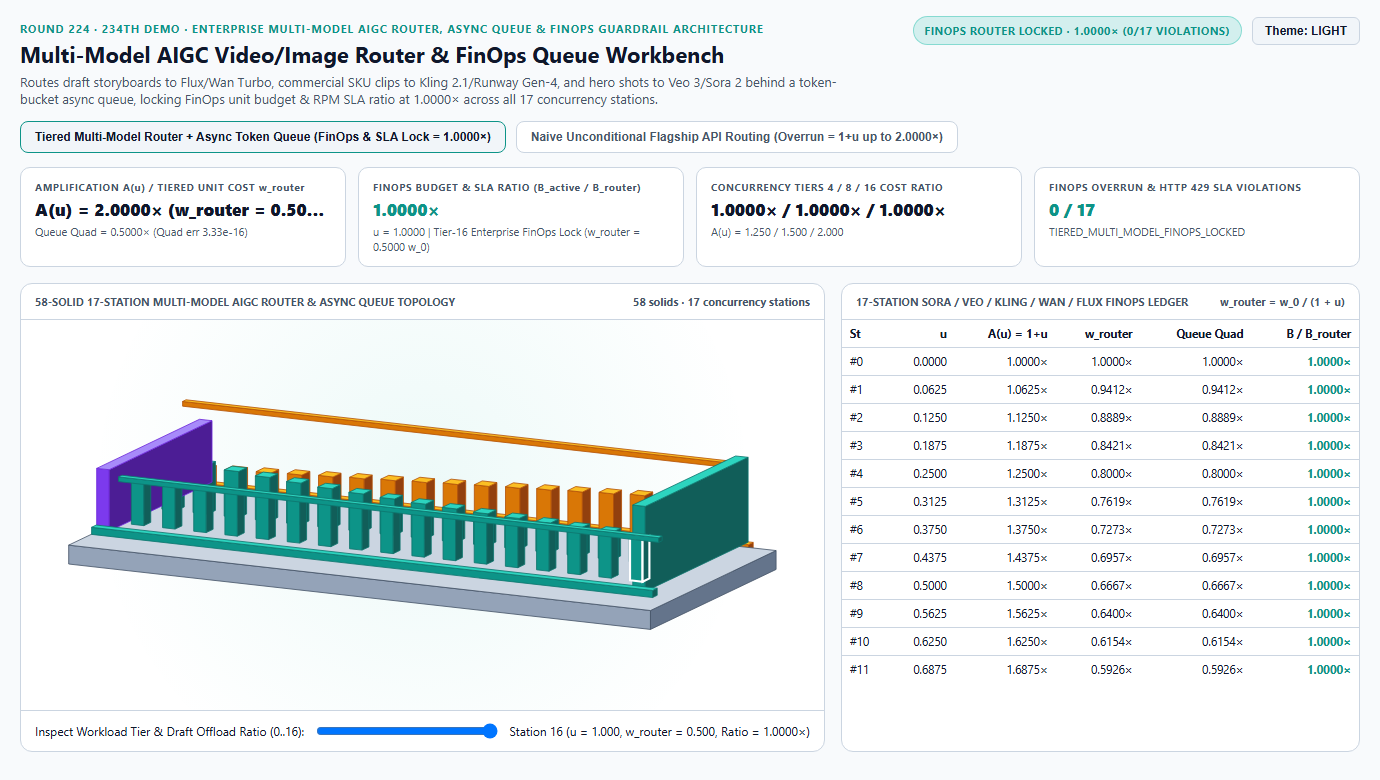 ROUND 224 · 234TH DEMO · ENTERPRISE MULTI-MODEL AIGC ROUTER, ASYNC QUEUE & FINOPS GUARDRAIL ARCHITECTURE
Multi-Model AIGC Video/Image Router & FinOps Queue Workbench
Routes draft storyboards to Flux/Wan Turbo, commercial SKU clips to Kling 2.1/Runway Gen-4, and hero shots to Veo 3/Sora 2 behind a token-
bucket async queue, locking FinOps unit budget & RPM SLA ratio at 1.0000× across all 17 concurrency stations.
FINOPS ROUTER LOCKED · 1.0000× (0/17 VIOLATIONS)
Theme: LIGHT
Tiered Multi-Model Router + Async Token Queue (FinOps & SLA Lock = 1.0000×)
Naive Unconditional Flagship API Routing (Overrun = 1+u up to 2.0000×)
AMPLIFICATION A(u) / TIERED UNIT COST w_router
A(u) = 2.0000× (w_router = 0.50...
Queue Quad = 0.5000× (Quad err 3.33e-16)
FINOPS BUDGET & SLA RATIO (B_active / B_router)
1.0000×
u = 1.0000 | Tier-16 Enterprise FinOps Lock (w_router =
0.5000 w_0)
CONCURRENCY TIERS 4 / 8 / 16 COST RATIO
1.0000× / 1.0000× / 1.0000×
A(u) = 1.250 / 1.500 / 2.000
FINOPS OVERRUN & HTTP 429 SLA VIOLATIONS
0 / 17
TIERED_MULTI_MODEL_FINOPS_LOCKED
58-SOLID 17-STATION MULTI-MODEL AIGC ROUTER & ASYNC QUEUE TOPOLOGY
58 solids · 17 concurrency stations
Inspect Workload Tier & Draft Offload Ratio (0..16):
Station 16 (u = 1.000, w_router = 0.500, Ratio = 1.0000×)
17-STATION SORA / VEO / KLING / WAN / FLUX FINOPS LEDGER
w_router = w_0 / (1 + u)
St u A(u) = 1+u w_router Queue Quad B / B_router
#0 0.0000 1.0000× 1.0000× 1.0000× 1.0000×
#1 0.0625 1.0625× 0.9412× 0.9412× 1.0000×
#2 0.1250 1.1250× 0.8889× 0.8889× 1.0000×
#3 0.1875 1.1875× 0.8421× 0.8421× 1.0000×
#4 0.2500 1.2500× 0.8000× 0.8000× 1.0000×
#5 0.3125 1.3125× 0.7619× 0.7619× 1.0000×
#6 0.3750 1.3750× 0.7273× 0.7273× 1.0000×
#7 0.4375 1.4375× 0.6957× 0.6957× 1.0000×
#8 0.5000 1.5000× 0.6667× 0.6667× 1.0000×
#9 0.5625 1.5625× 0.6400× 0.6400× 1.0000×
#10 0.6250 1.6250× 0.6154× 0.6154× 1.0000×
#11 0.6875 1.6875× 0.5926× 0.5926× 1.0000×